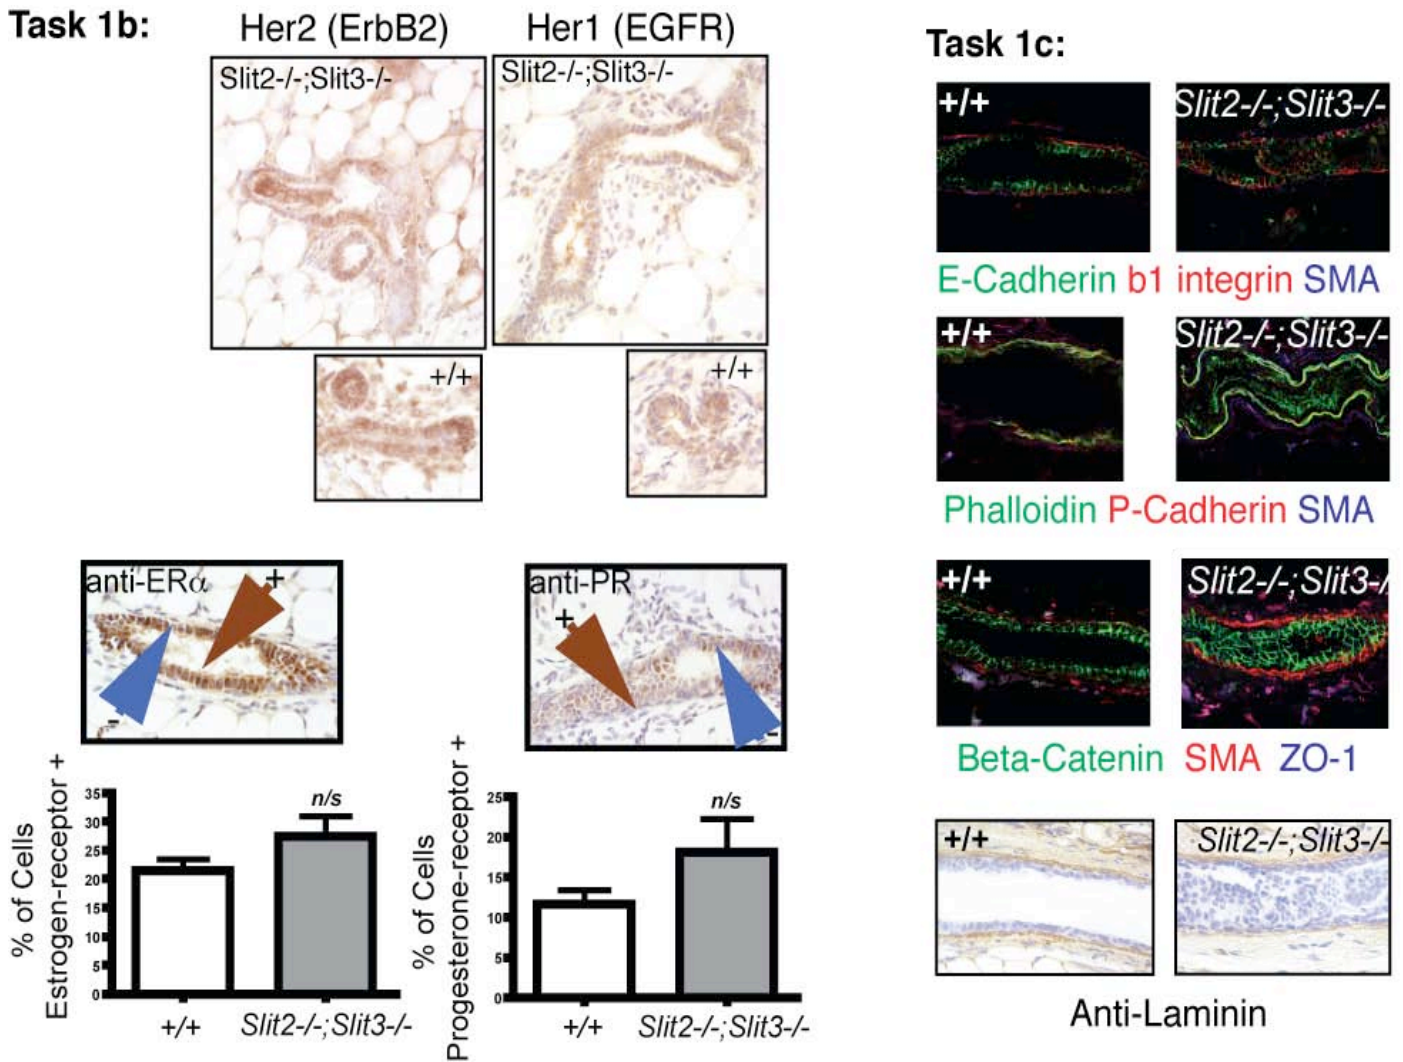 Task 1b:
Her2 (ErbB2)
Her1 (EGFR)
Slit2-/-;Slit3-/-
Slit2-/-;Slit3-/-
+/+
+/+
anti-ERα
+
-
anti-PR
+
-
% of Cells
Estrogen-receptor +
35
30
25
20
15
10
5
0
n/s
+/+
Slit2-/-;Slit3-/-
% of Cells
Progesterone-receptor +
25
20
15
10
5
0
n/s
+/+
Slit2-/-;Slit3-/-
Task 1c:
+/+
Slit2-/-;Slit3-/-
E-Cadherin b1 integrin SMA
+/+
Slit2-/-;Slit3-/-
Phalloidin P-Cadherin SMA
+/+
Slit2-/-;Slit3-/
Beta-Catenin SMA ZO-1
+/+
Slit2-/-;Slit3-/-
Anti-Laminin